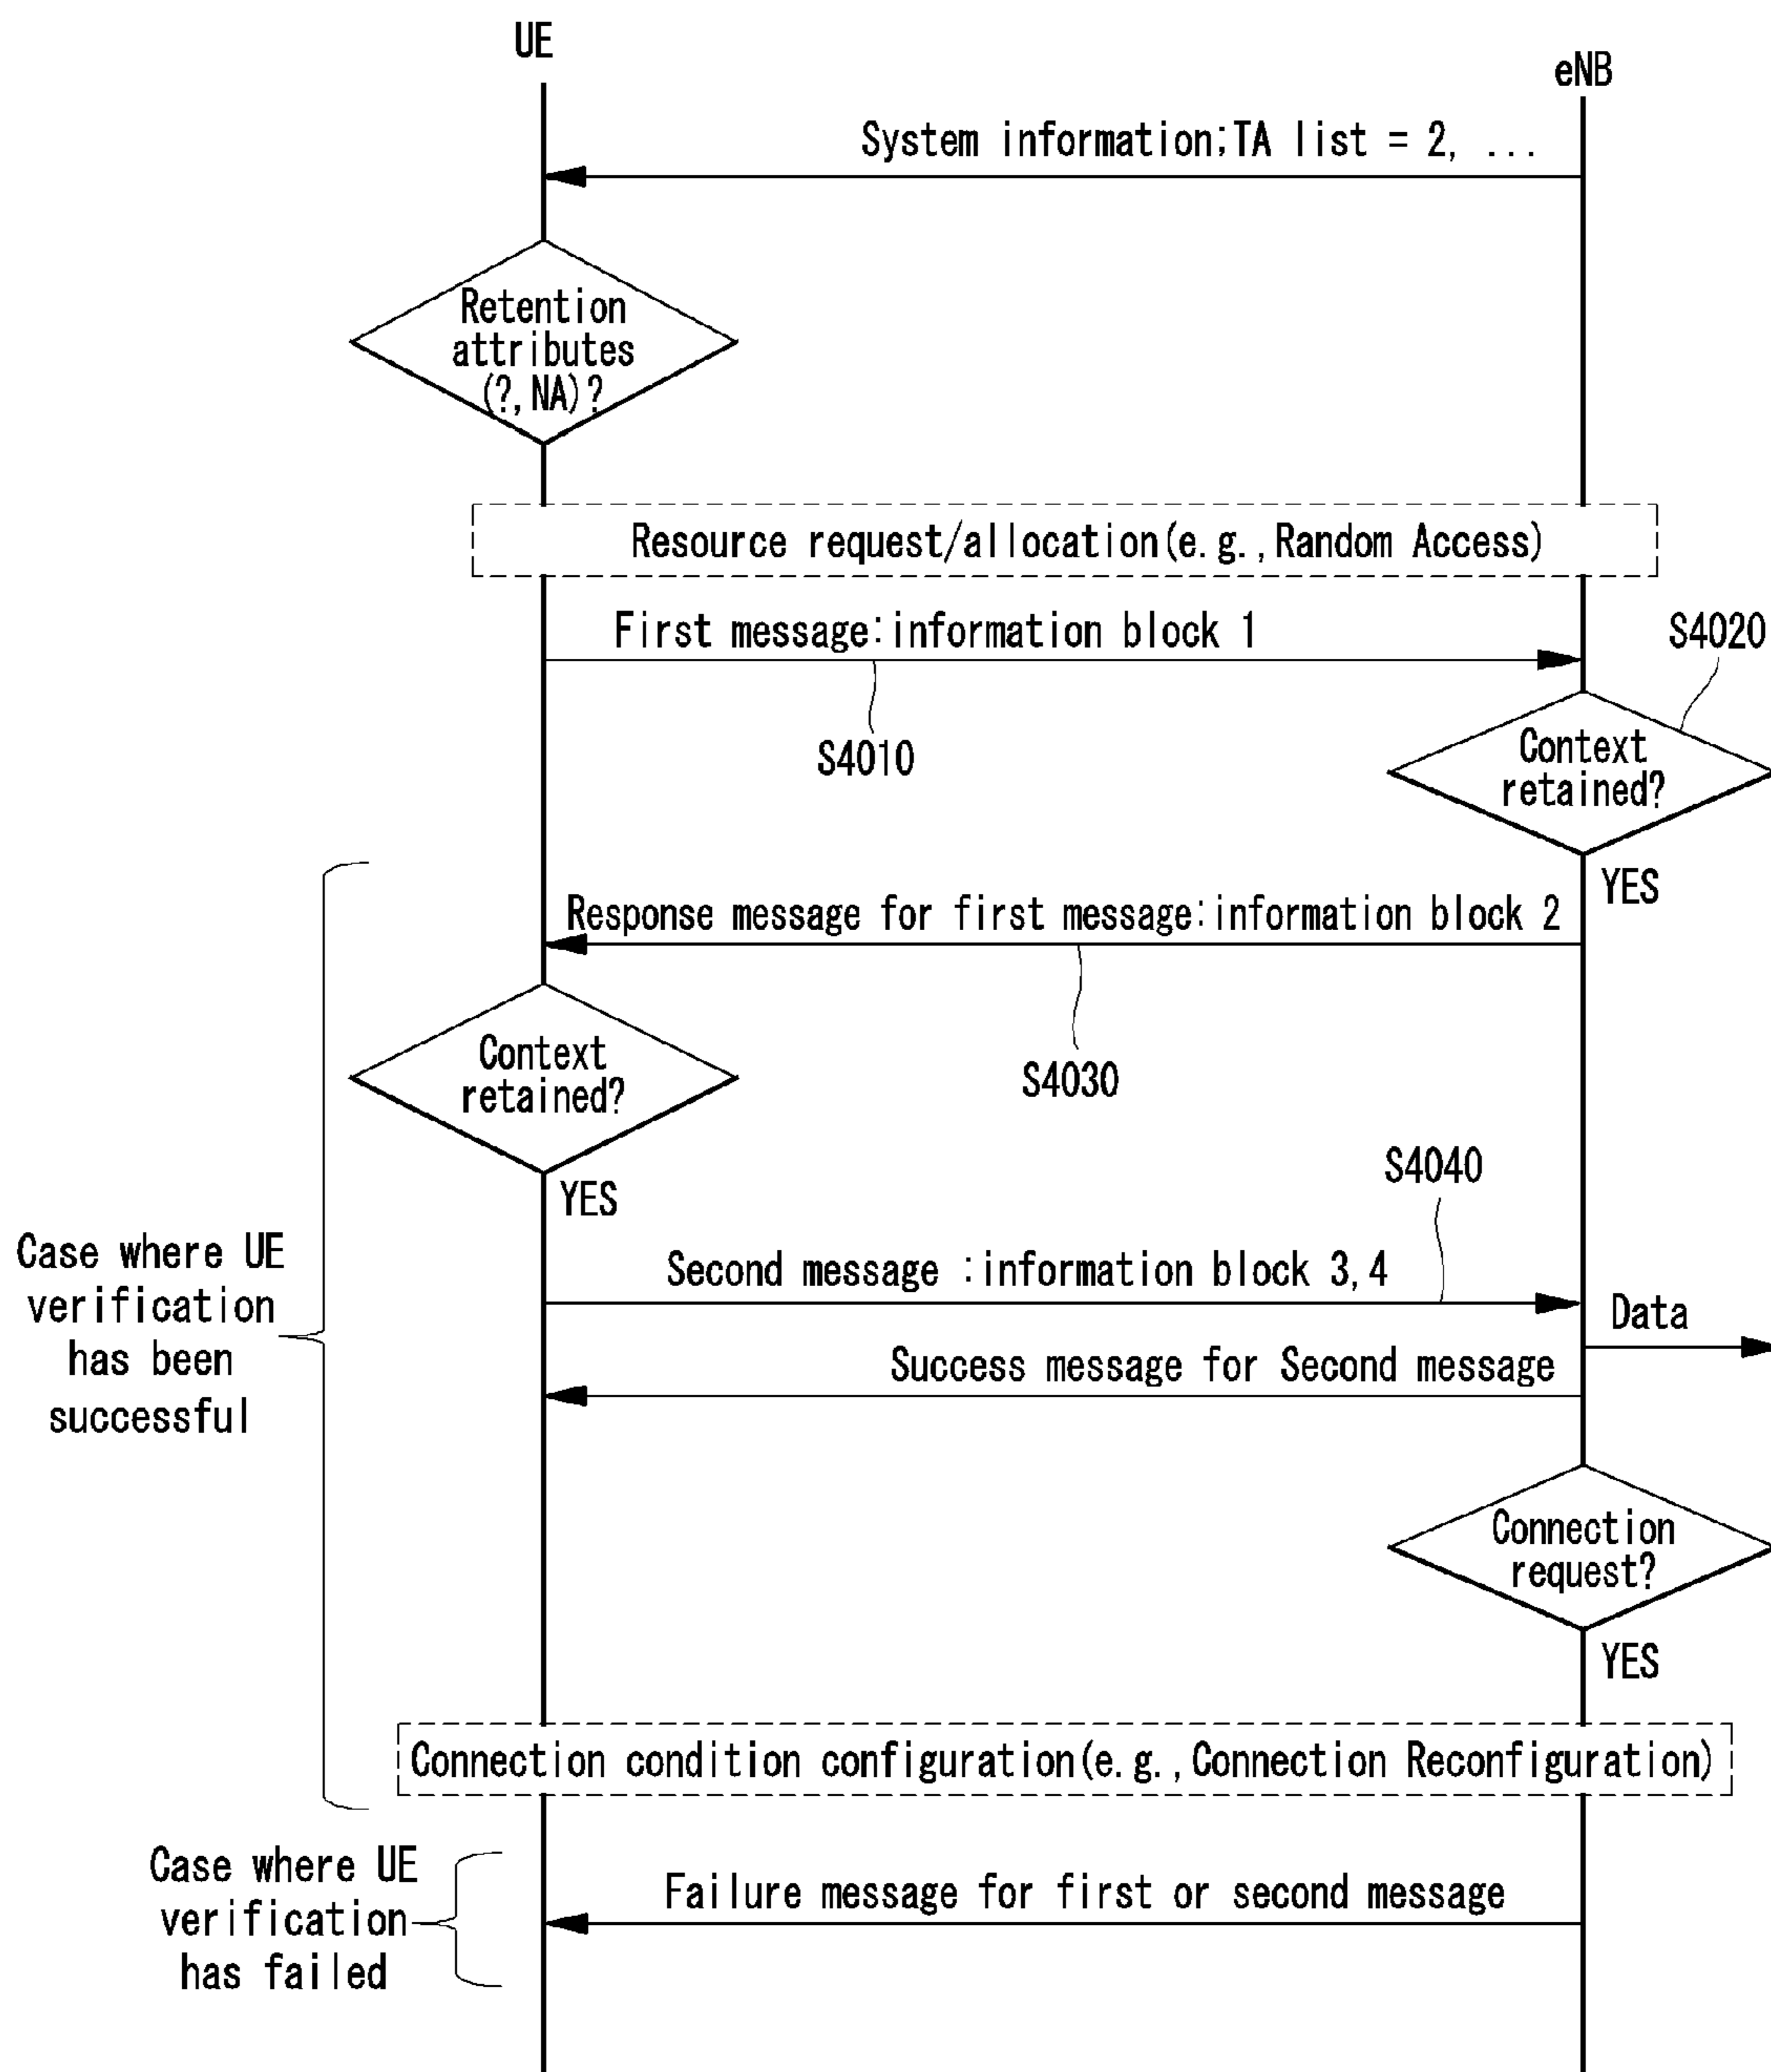 UE
eNB
System information;TA list = 2, ...
Retention
attributes
(?,NA)?
Resource request/allocation(e.g.,Random Access)
First message:information block 1
S4020
S4010
Context
retained?
YES
Response message for first message:information block 2
Context
retained?
S4030
YES
S4040
Case where UE
verification
has been
successful
Second message :information block 3,4
Data
Success message for Second message
Connection
request?
YES
Connection condition configuration(e.g.,Connection Reconfiguration)
Case where UE
verification
has failed
Failure message for first or second message